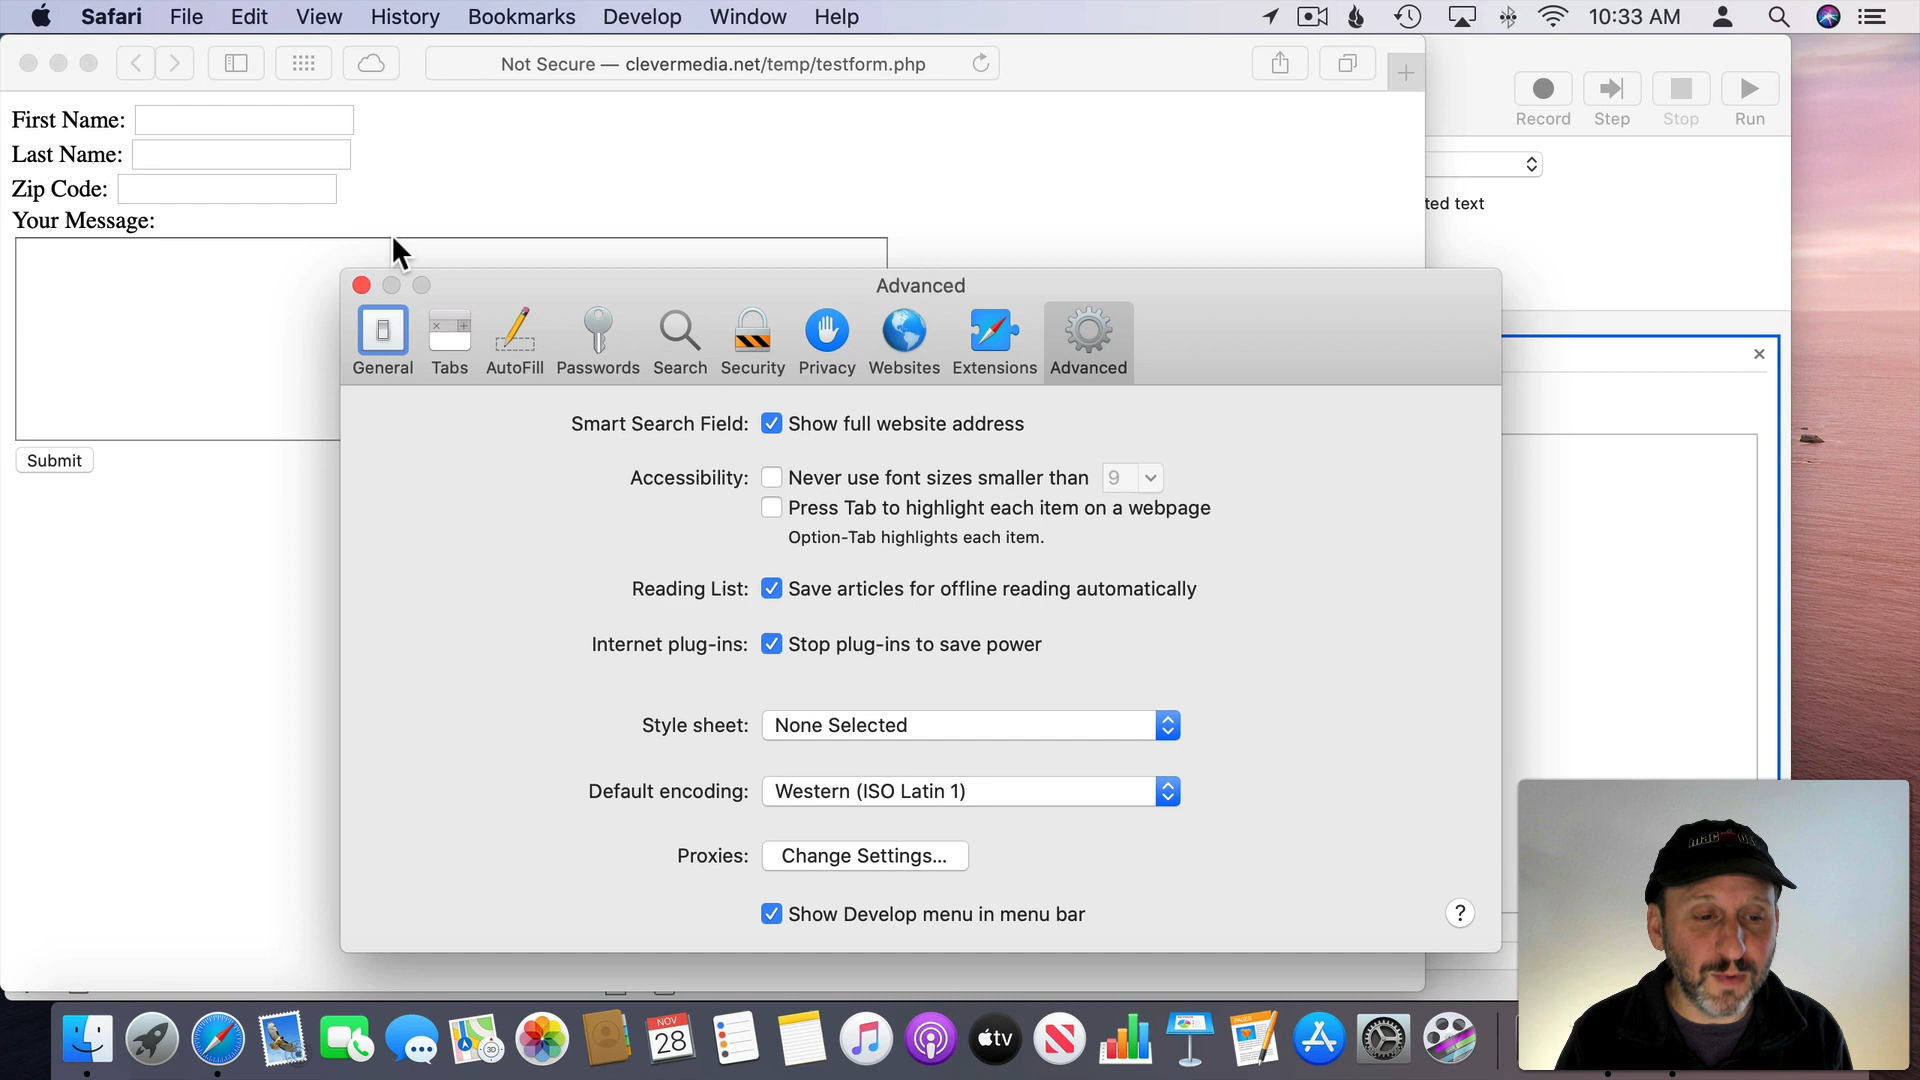 Safari File Edit View History Bookmarks Develop Window Help 10:33 AM
Not Secure — clevermedia.net/temp/testform.php
First Name:
Last Name:
Zip Code:
Your Message:
Submit
Record Step Stop Run
ted text
Advanced
General Tabs AutoFill Passwords Search Security Privacy Websites Extensions Advanced
Smart Search Field: Show full website address
Accessibility: Never use font sizes smaller than 9
Press Tab to highlight each item on a webpage
Option-Tab highlights each item.
Reading List: Save articles for offline reading automatically
Internet plug-ins: Stop plug-ins to save power
Style sheet: None Selected
Default encoding: Western (ISO Latin 1)
Proxies: Change Settings...
Show Develop menu in menu bar
?
NOV
28
3D
tv
PAGES